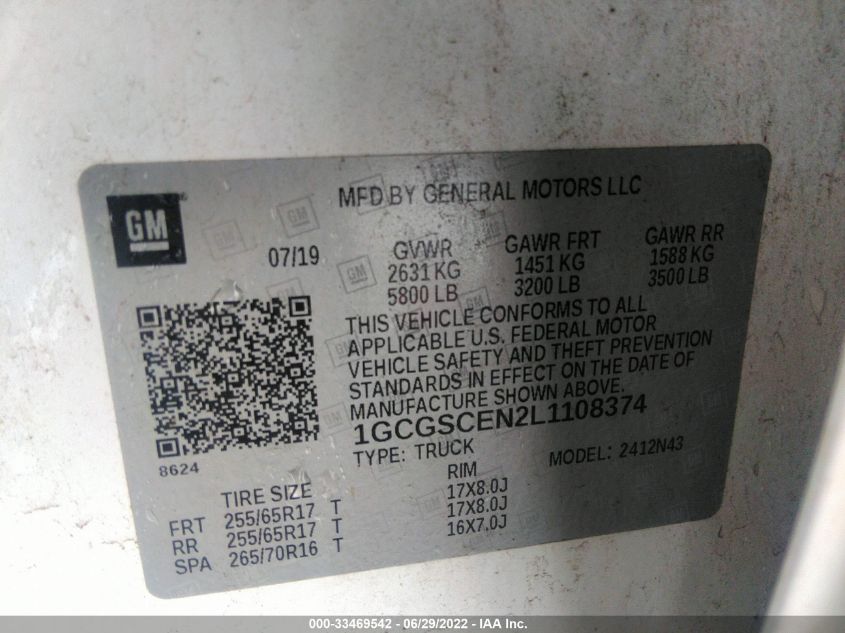 GM
MFD BY GENERAL MOTORS LLC
07/19
GVWR GAWR FRT GAWR RR
2631 KG 1451 KG 1588 KG
5800 LB 3200 LB 3500 LB
THIS VEHICLE CONFORMS TO ALL
APPLICABLE U.S. FEDERAL MOTOR
VEHICLE SAFETY AND THEFT PREVENTION
STANDARDS IN EFFECT ON THE DATE OF
MANUFACTURE SHOWN ABOVE.
1GCGSCEN2L1108374
8624
TYPE: TRUCK MODEL: 2412N43
TIRE SIZE RIM
FRT 255/65R17 T 17X8.0J
RR 255/65R17 T 17X8.0J
SPA 265/70R16 T 16X7.0J
000-33469542 - 06/29/2022 - IAA Inc.